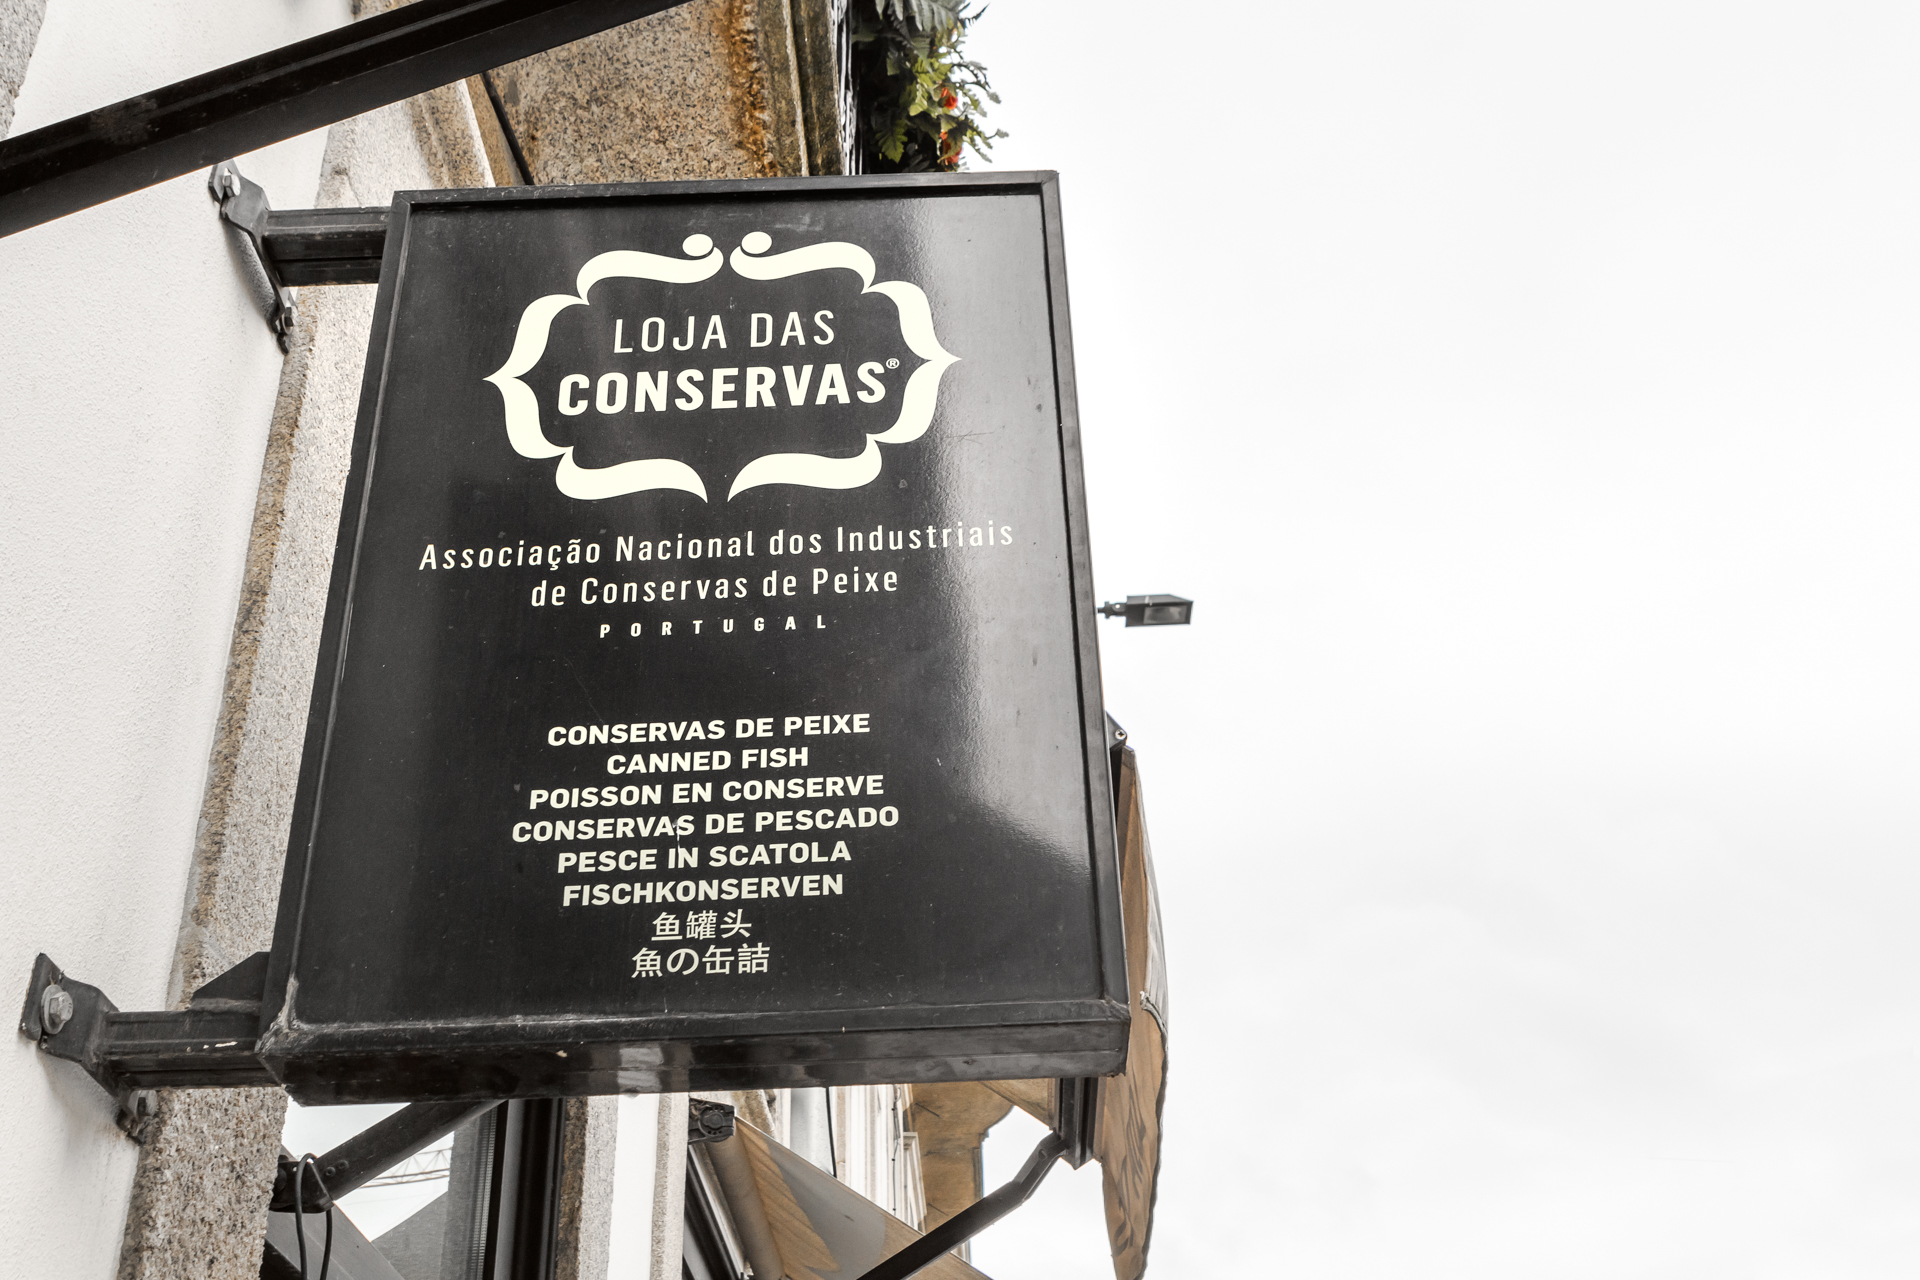 LOJA DAS
CONSERVAS®
Associação Nacional dos Industriais
de Conservas de Peixe
PORTUGAL
CONSERVAS DE PEIXE
CANNED FISH
POISSON EN CONSERVE
CONSERVAS DE PESCADO
PESCE IN SCATOLA
FISCHKONSERVEN
鱼罐头
魚の缶詰